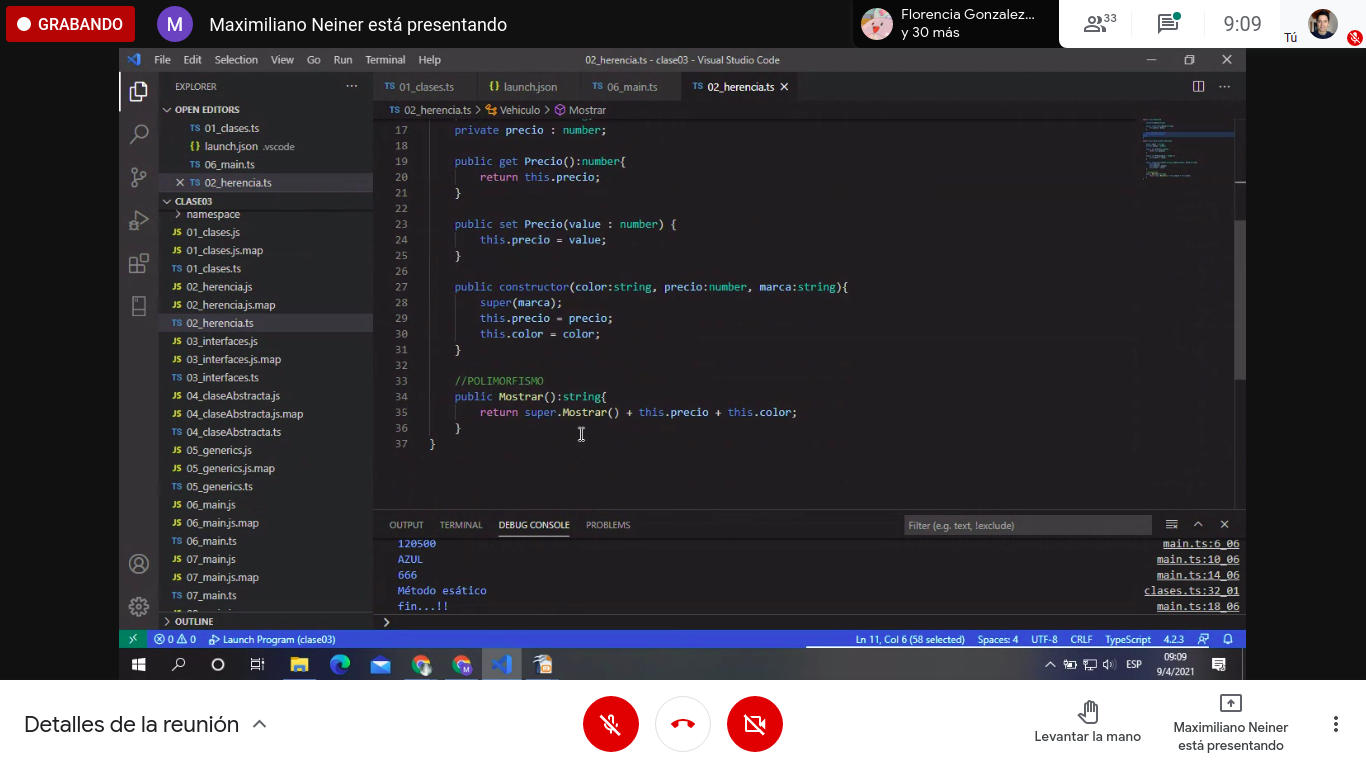 GRABANDO
M
Maximiliano Neiner está presentando
Florencia Gonzalez...
y 30 más
33
9:09
Tú
File Edit Selection View Go Run Terminal Help
02_herencia.ts - clase03 - Visual Studio Code
EXPLORER
OPEN EDITORS
TS 01_clases.ts
{} launch.json .vscode
TS 06_main.ts
TS 02_herencia.ts
CLASE03
namespace
JS 01_clases.js
JS 01_clases.js.map
TS 01_clases.ts
JS 02_herencia.js
JS 02_herencia.js.map
TS 02_herencia.ts
JS 03_interfaces.js
JS 03_interfaces.js.map
TS 03_interfaces.ts
JS 04_claseAbstracta.js
JS 04_claseAbstracta.js.map
TS 04_claseAbstracta.ts
JS 05_generics.js
JS 05_generics.js.map
TS 05_generics.ts
JS 06_main.js
JS 06_main.js.map
TS 06_main.ts
JS 07_main.js
JS 07_main.js.map
TS 07_main.ts
OUTLINE
TS 01_clases.ts {} launch.json TS 06_main.ts TS 02_herencia.ts
TS 02_herencia.ts > Vehiculo > Mostrar
17 private precio : number;
18
19 public get Precio():number{
20 return this.precio;
21 }
22
23 public set Precio(value : number) {
24 this.precio = value;
25 }
26
27 public constructor(color:string, precio:number, marca:string){
28 super(marca);
29 this.precio = precio;
30 this.color = color;
31 }
32
33 //POLIMORFISMO
34 public Mostrar():string{
35 return super.Mostrar() + this.precio + this.color;
36 }
37 }
OUTPUT TERMINAL DEBUG CONSOLE PROBLEMS
Filter (e.g. text, !exclude)
120500 main.ts:6_06
AZUL main.ts:10_06
666 main.ts:14_06
Método esático clases.ts:32_01
fin...!! main.ts:18_06
0 0 Launch Program (clase03)
Ln 11, Col 6 (58 selected) Spaces: 4 UTF-8 CRLF TypeScript 4.2.3
M
ESP
09:09
9/4/2021
Detalles de la reunión
Levantar la mano
Maximiliano Neiner
está presentando